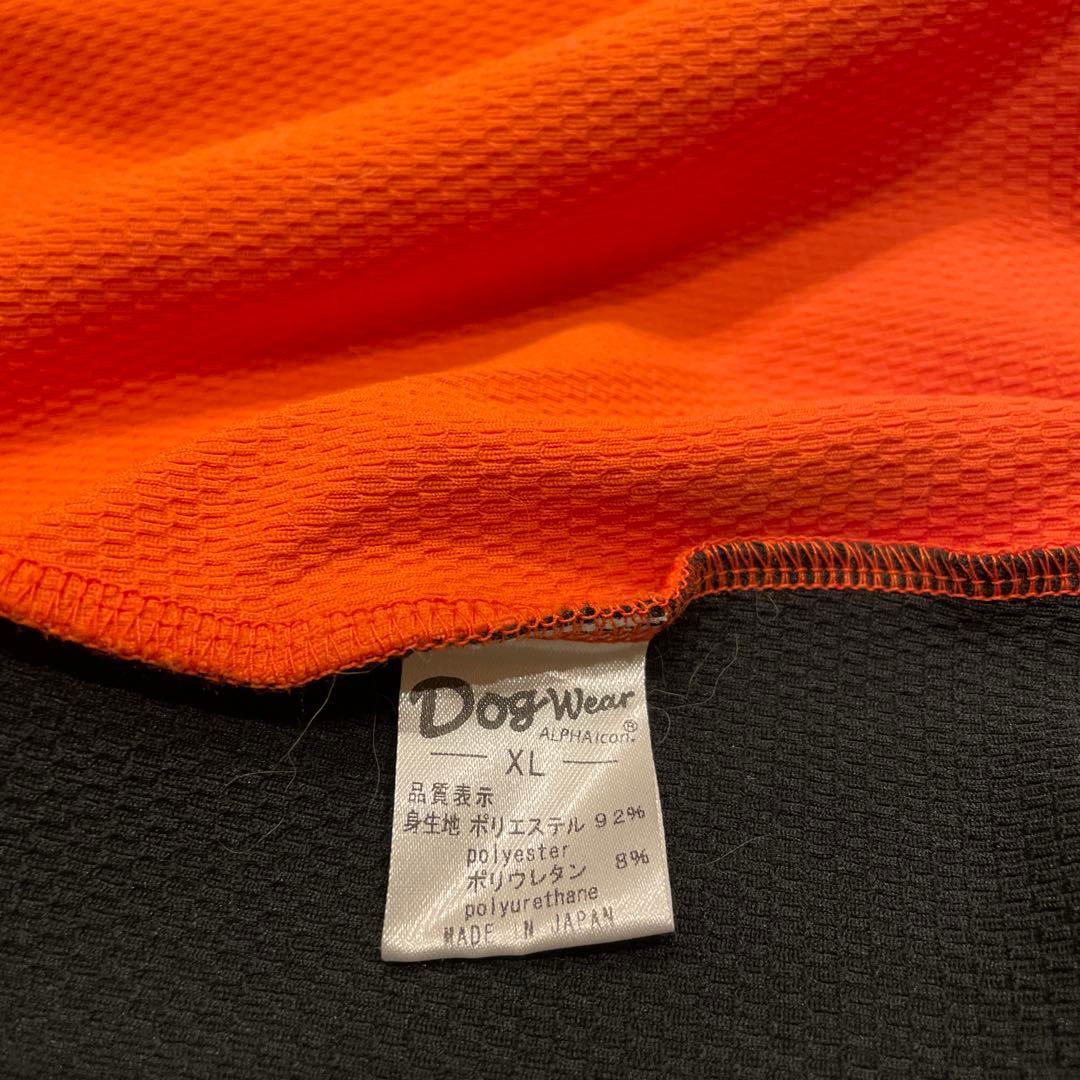 Dog Wear
ALPHAicon®
XL
品質表示
身生地 ポリエステル 92%
polyester
ポリウレタン 8%
polyurethane
MADE IN JAPAN